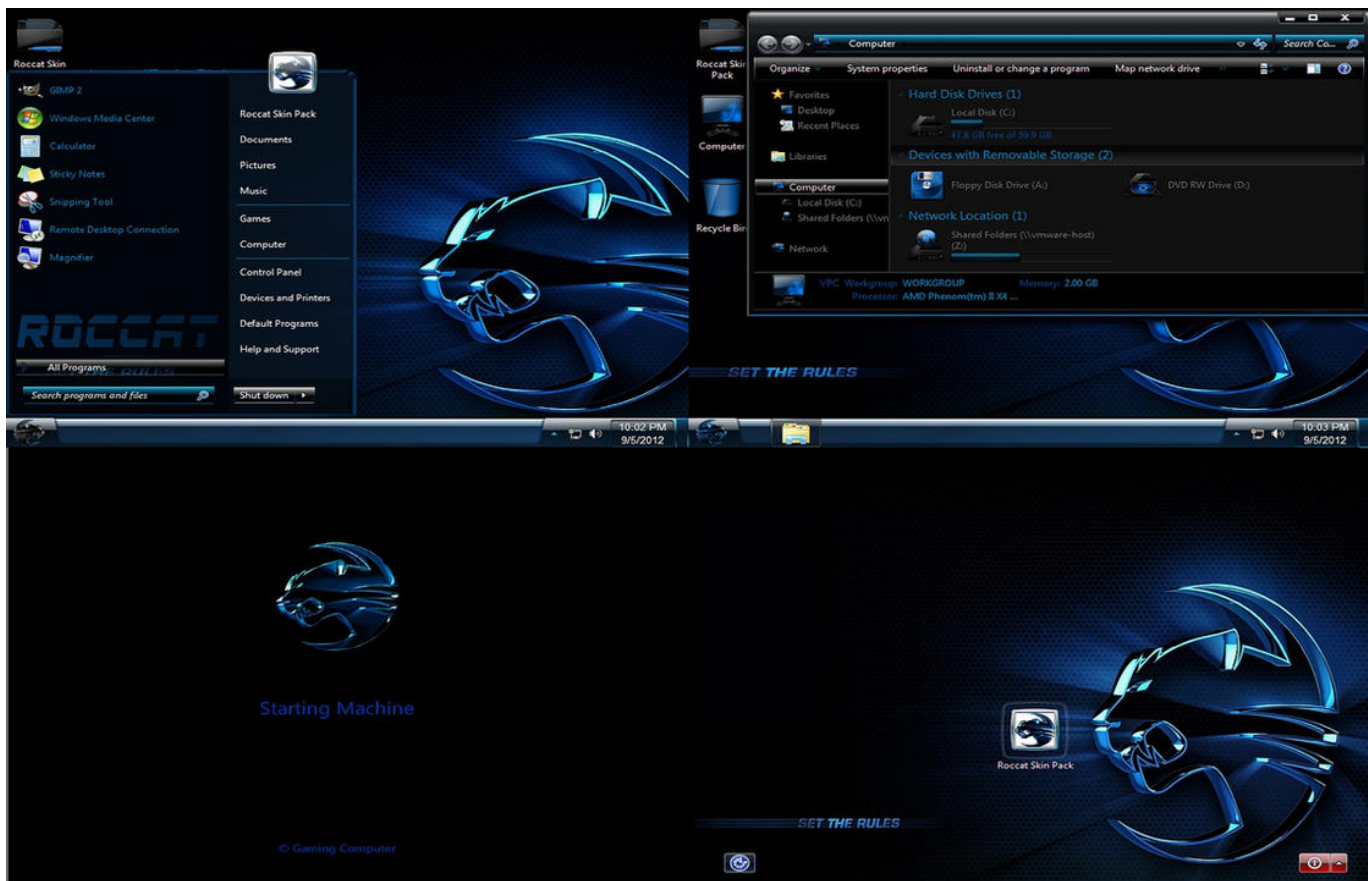 Roccat Skin
GIMP 2
Windows Media Center
Calculator
Sticky Notes
Snipping Tool
Remote Desktop Connection
Magnifier
ROCCAT
All Programs
THE RULES
Search programs and files
Roccat Skin Pack
Documents
Pictures
Music
Games
Computer
Control Panel
Devices and Printers
Default Programs
Help and Support
Shut down
10:02 PM
9/5/2012
Roccat Skin
Pack
Computer
Recycle Bin
Computer
Search Co...
Organize
System properties
Uninstall or change a program
Map network drive
Favorites
Desktop
Recent Places
Libraries
Computer
Local Disk (C:)
Shared Folders (\\vm
Network
Hard Disk Drives (1)
Local Disk (C:)
47.6 GB free of 59.9 GB
Devices with Removable Storage (2)
Floppy Disk Drive (A:)
DVD RW Drive (D:)
Network Location (1)
Shared Folders (\\vmware-host)
(Z:)
VPC Workgroup: WORKGROUP Memory: 2.00 GB
Processor: AMD Phenom(tm) II X4 ...
SET THE RULES
10:03 PM
9/5/2012
Starting Machine
© Gaming Computer
Roccat Skin Pack
SET THE RULES